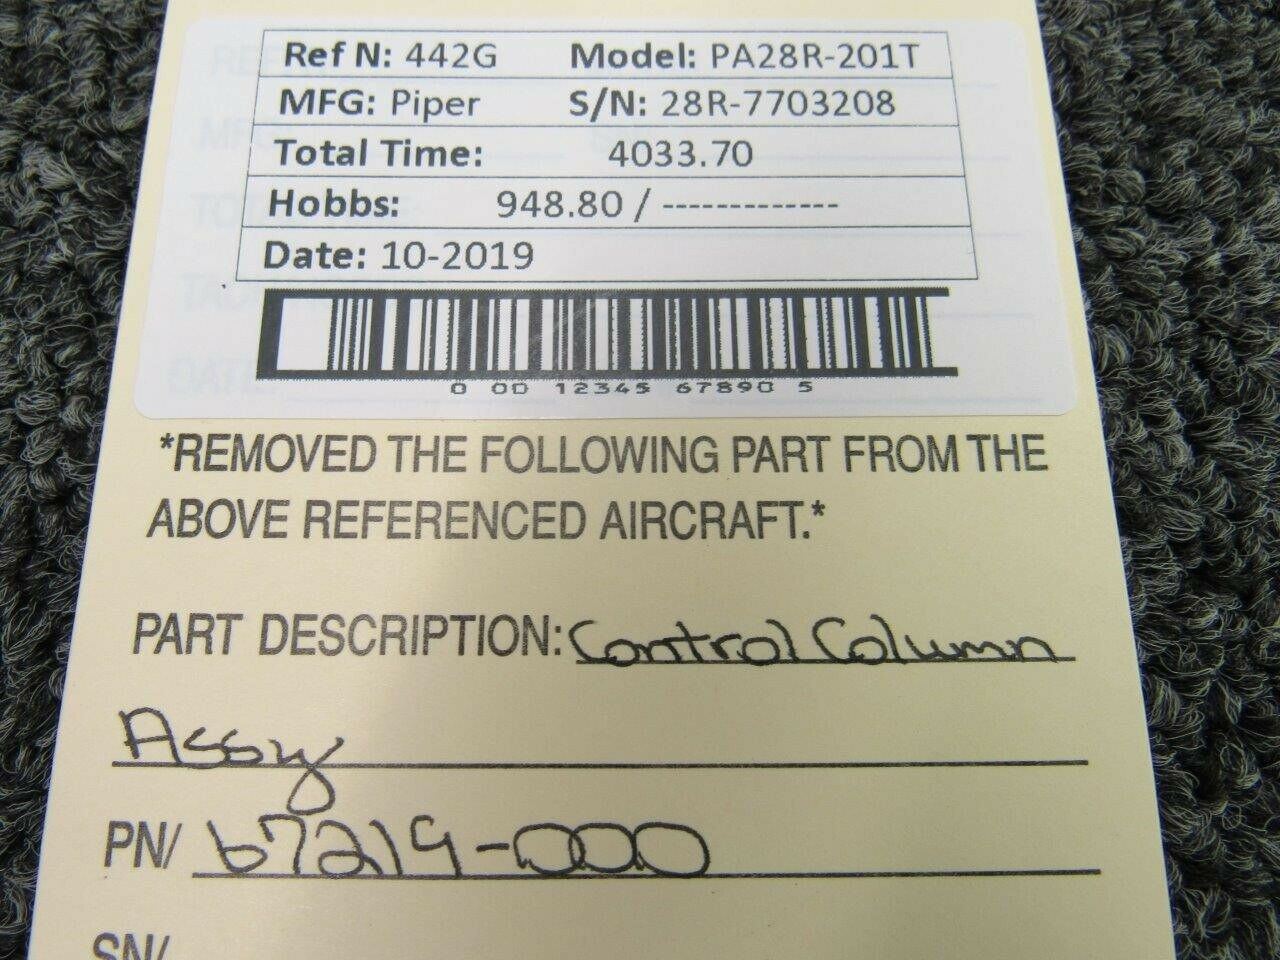 Ref N: 442G Model: PA28R-201T
MFG: Piper S/N: 28R-7703208
Total Time: 4033.70
Hobbs: 948.80 / -------------
Date: 10-2019
0 00 12345 67890 5
*REMOVED THE FOLLOWING PART FROM THE
ABOVE REFERENCED AIRCRAFT.*
PART DESCRIPTION: Control Column
Assy
PN/ 67219-000
SN/